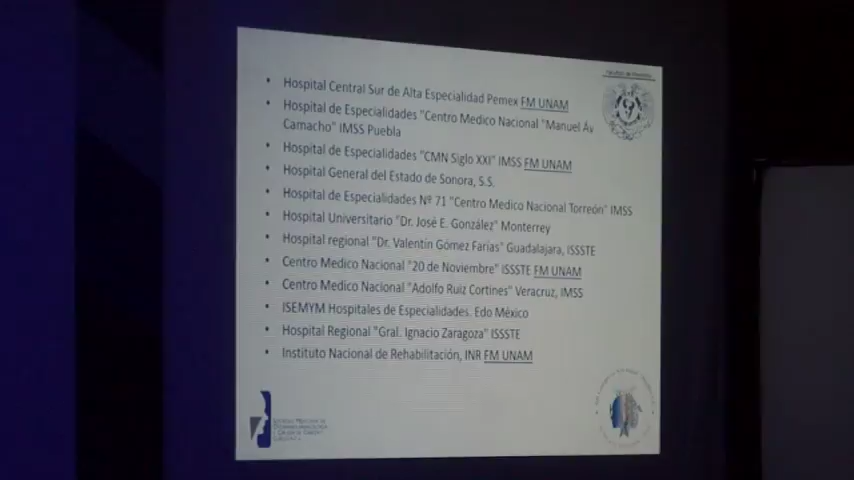 Facultad de Medicina
• Hospital Central Sur de Alta Especialidad Pemex FM UNAM
• Hospital de Especialidades "Centro Medico Nacional "Manuel Áv
Camacho" IMSS Puebla
• Hospital de Especialidades "CMN Siglo XXI" IMSS FM UNAM
• Hospital General del Estado de Sonora, S.S.
• Hospital de Especialidades Nº 71 "Centro Medico Nacional Torreón" IMSS
• Hospital Universitario "Dr. José E. González" Monterrey
• Hospital regional "Dr. Valentín Gómez Farías" Guadalajara, ISSSTE
• Centro Medico Nacional "20 de Noviembre" ISSSTE FM UNAM
• Centro Medico Nacional "Adolfo Ruiz Cortines" Veracruz, IMSS
• ISEMYM Hospitales de Especialidades. Edo México
• Hospital Regional "Gral. Ignacio Zaragoza" ISSSTE
• Instituto Nacional de Rehabilitación, INR FM UNAM